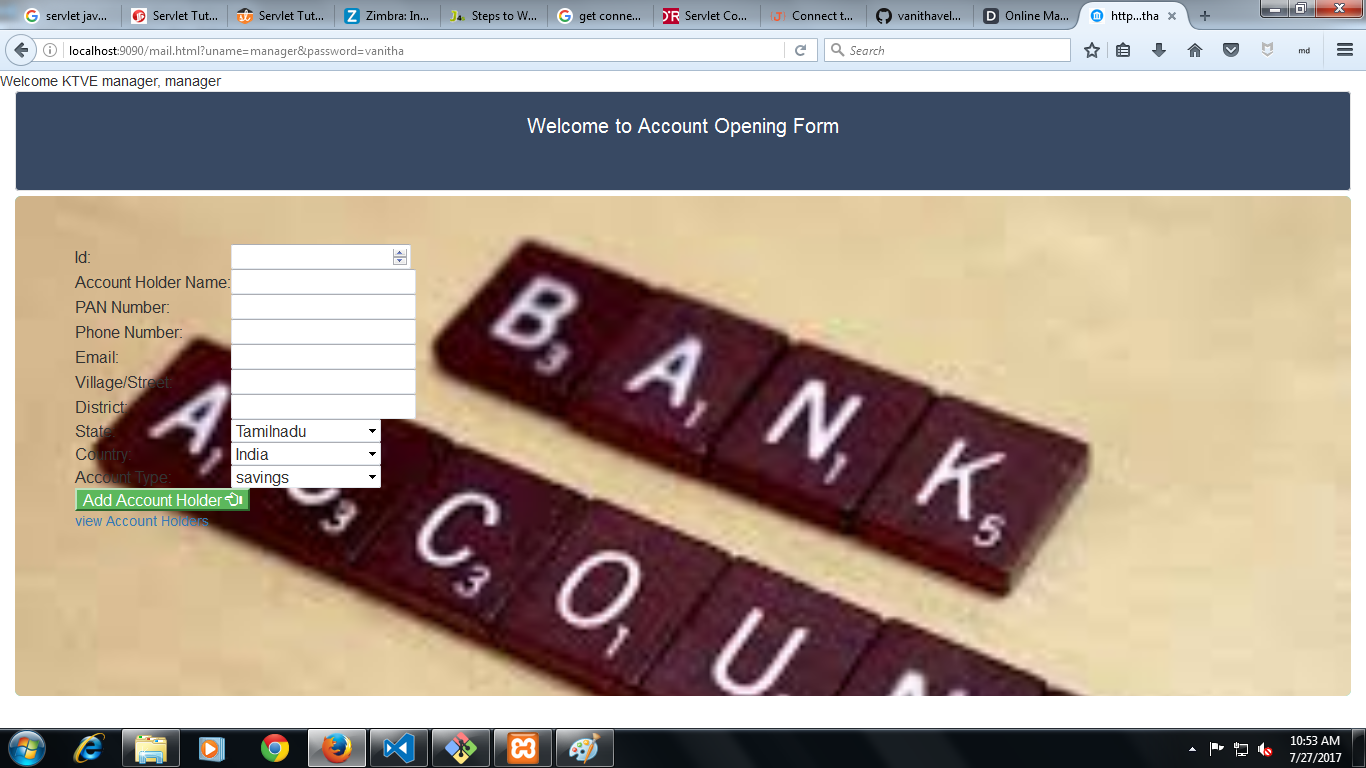 servlet jav... Servlet Tut... Servlet Tut... Zimbra: In... Steps to W... get conne... Servlet Co... Connect t... vanithavel... Online Ma... http...tha
localhost:9090/mail.html?uname=manager&password=vanitha Search md
Welcome KTVE manager, manager
Welcome to Account Opening Form
Id:
Account Holder Name:
PAN Number:
Phone Number:
Email:
Village/Street:
District:
State: Tamilnadu
Country: India
Account Type: savings
Add Account Holder
view Account Holders
B3 A1 N1 K5
A1 C3 C3 O1 U
10:53 AM
7/27/2017